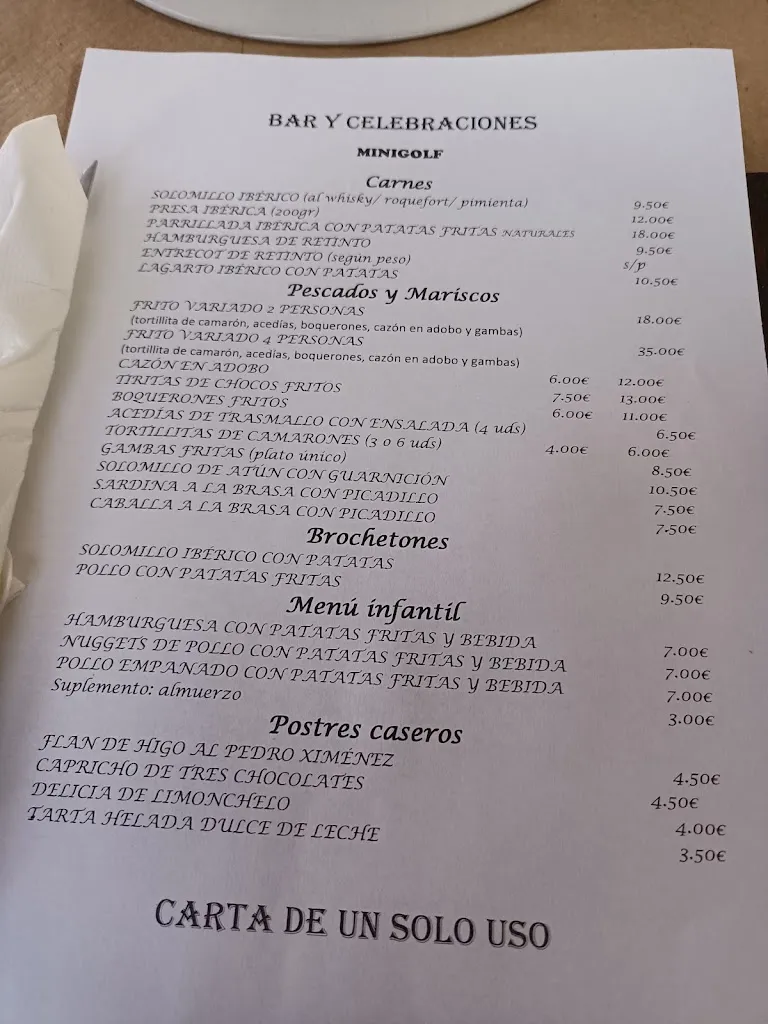 BAR Y CELEBRACIONES
MINIGOLF
Carnes
SOLOMILLO IBÉRICO (al whisky/ roquefort/ pimienta) 9.50€
PRESA IBÉRICA (200gr) 12.00€
PARRILLADA IBÉRICA CON PATATAS FRITAS NATURALES 18.00€
HAMBURGUESA DE RETINTO 9.50€
ENTRECOT DE RETINTO (según peso) s/p
LAGARTO IBÉRICO CON PATATAS 10.50€
Pescados y Mariscos
FRITO VARIADO 2 PERSONAS 18.00€
(tortillita de camarón, acedías, boquerones, cazón en adobo y gambas)
FRITO VARIADO 4 PERSONAS 35.00€
(tortillita de camarón, acedías, boquerones, cazón en adobo y gambas)
CAZÓN EN ADOBO 6.00€ 12.00€
TIRITAS DE CHOCOS FRITOS 7.50€ 13.00€
BOQUERONES FRITOS 6.00€ 11.00€
ACEDÍAS DE TRASMALLO CON ENSALADA (4 uds) 6.50€
TORTILLITAS DE CAMARONES (3 o 6 uds) 4.00€ 6.00€
GAMBAS FRITAS (plato único) 8.50€
SOLOMILLO DE ATÚN CON GUARNICIÓN 10.50€
SARDINA A LA BRASA CON PICADILLO 7.50€
CABALLA A LA BRASA CON PICADILLO 7.50€
Brochetones
SOLOMILLO IBÉRICO CON PATATAS 12.50€
POLLO CON PATATAS FRITAS 9.50€
Menú infantil
HAMBURGUESA CON PATATAS FRITAS Y BEBIDA 7.00€
NUGGETS DE POLLO CON PATATAS FRITAS Y BEBIDA 7.00€
POLLO EMPANADO CON PATATAS FRITAS Y BEBIDA 7.00€
Suplemento: almuerzo 3.00€
Postres caseros
FLAN DE HIGO AL PEDRO XIMÉNEZ 4.50€
CAPRICHO DE TRES CHOCOLATES 4.50€
DELICIA DE LIMONCHELO 4.00€
TARTA HELADA DULCE DE LECHE 3.50€
CARTA DE UN SOLO USO